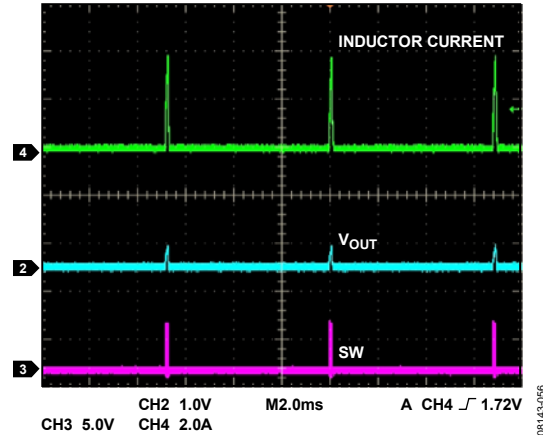 INDUCTOR CURRENT
4
VOUT
2
SW
3
CH2 1.0V M2.0ms A CH4 1.72V
CH3 5.0V CH4 2.0A
08143-056